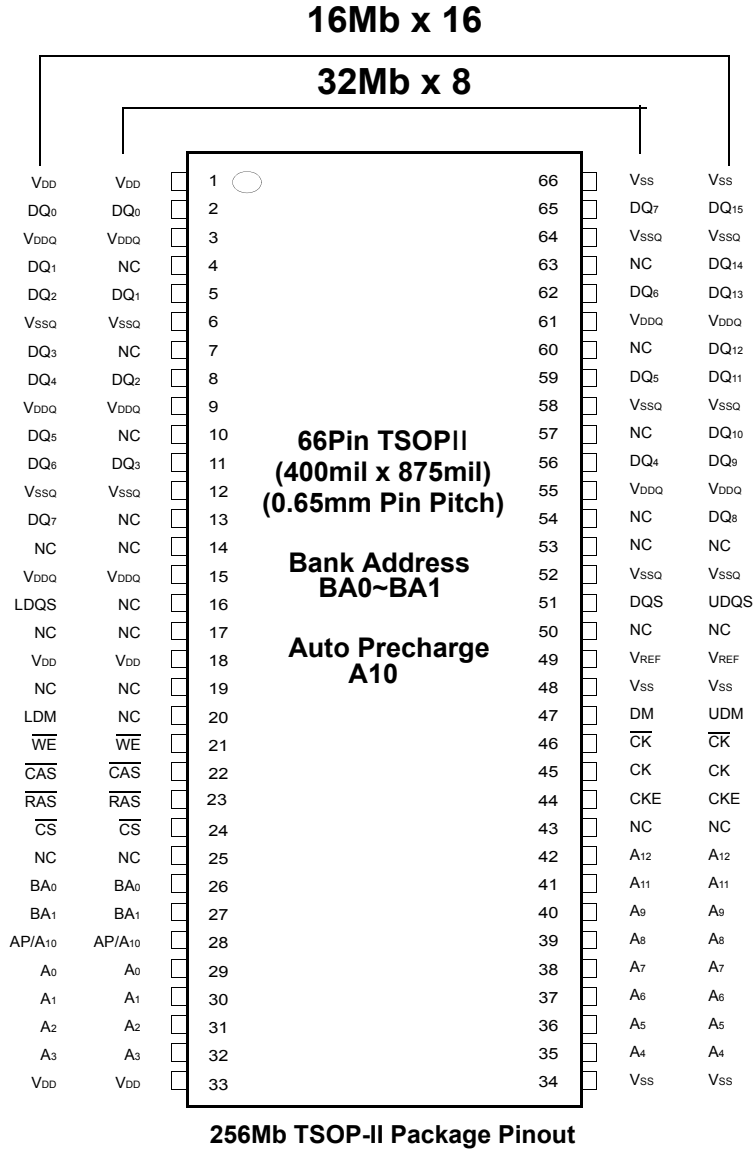 16Mb x 16
32Mb x 8
VDD VDD 1 66 VSS VSS
DQ0 DQ0 2 65 DQ7 DQ15
VDDQ VDDQ 3 64 VSSQ VSSQ
DQ1 NC 4 63 NC DQ14
DQ2 DQ1 5 62 DQ6 DQ13
VSSQ VSSQ 6 61 VDDQ VDDQ
DQ3 NC 7 60 NC DQ12
DQ4 DQ2 8 59 DQ5 DQ11
VDDQ VDDQ 9 58 VSSQ VSSQ
DQ5 NC 10 57 NC DQ10
DQ6 DQ3 11 56 DQ4 DQ9
VSSQ VSSQ 12 55 VDDQ VDDQ
DQ7 NC 13 54 NC DQ8
NC NC 14 53 NC NC
VDDQ VDDQ 15 52 VSSQ VSSQ
LDQS NC 16 51 DQS UDQS
NC NC 17 50 NC NC
VDD VDD 18 49 VREF VREF
NC NC 19 48 VSS VSS
LDM NC 20 47 DM UDM
W̅E̅ W̅E̅ 21 46 C̅K̅ C̅K̅
C̅A̅S̅ C̅A̅S̅ 22 45 CK CK
R̅A̅S̅ R̅A̅S̅ 23 44 CKE CKE
C̅S̅ C̅S̅ 24 43 NC NC
NC NC 25 42 A12 A12
BA0 BA0 26 41 A11 A11
BA1 BA1 27 40 A9 A9
AP/A10 AP/A10 28 39 A8 A8
A0 A0 29 38 A7 A7
A1 A1 30 37 A6 A6
A2 A2 31 36 A5 A5
A3 A3 32 35 A4 A4
VDD VDD 33 34 VSS VSS
66Pin TSOPII
(400mil x 875mil)
(0.65mm Pin Pitch)
Bank Address
BA0~BA1
Auto Precharge
A10
256Mb TSOP-II Package Pinout